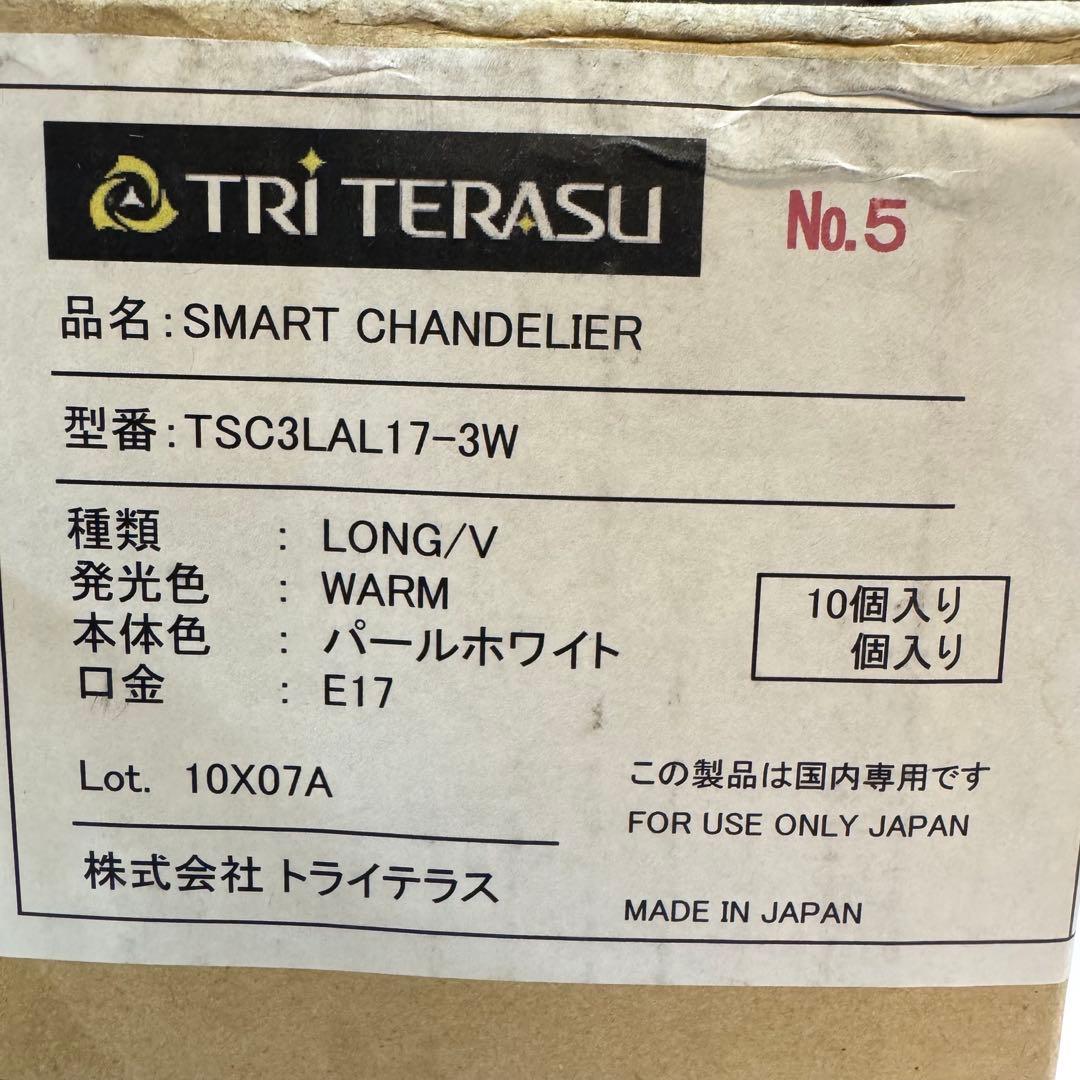 TRI TERASU
No.5
品名:SMART CHANDELIER
型番:TSC3LAL17-3W
種類 : LONG/V
発光色 : WARM
本体色 : パールホワイト
口金 : E17
10個入り
個入り
Lot. 10X07A
この製品は国内専用です
FOR USE ONLY JAPAN
株式会社 トライテラス
MADE IN JAPAN